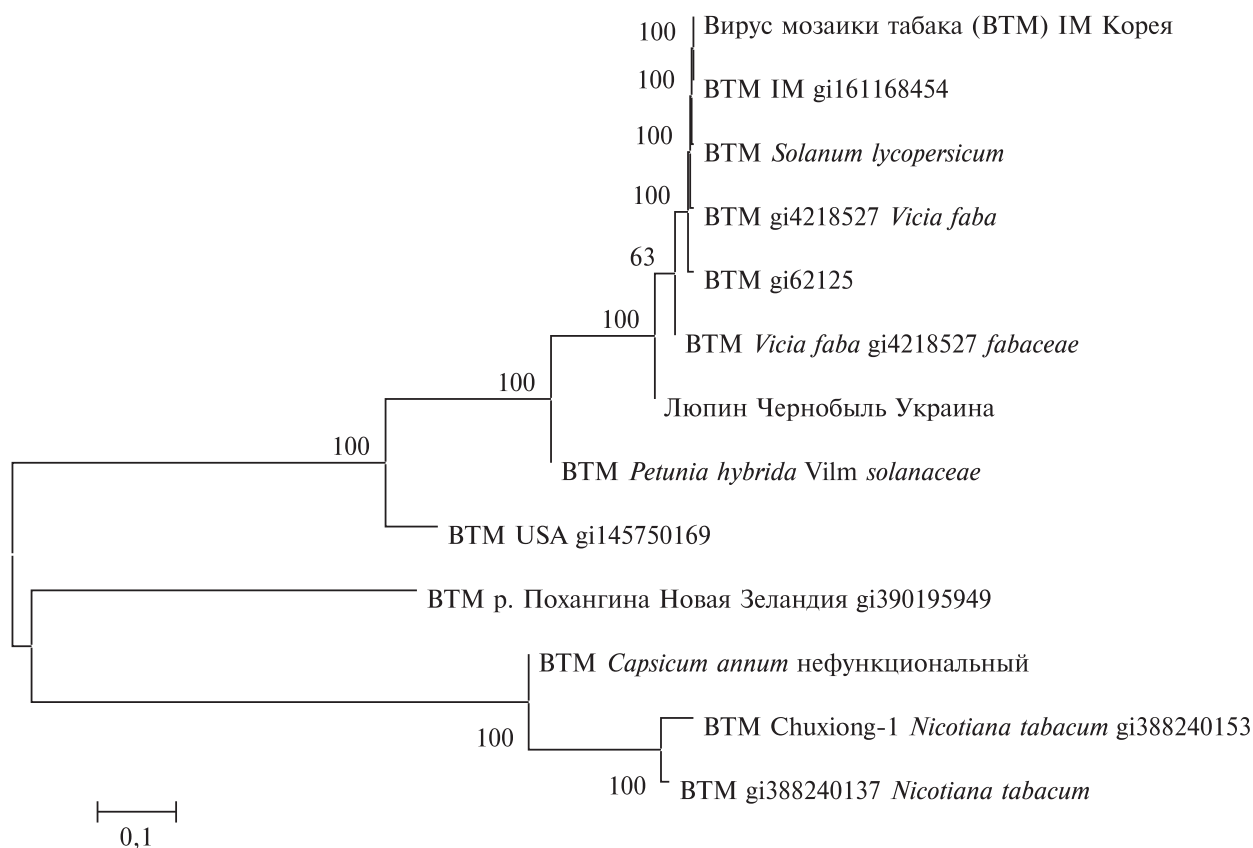 100
Вирус мозаики табака (ВТМ) IM Корея
100
ВТМ IM gi161168454
100
ВТМ Solanum lycopersicum
100
ВТМ gi4218527 Vicia faba
63
ВТМ gi62125
100
ВТМ Vicia faba gi4218527 fabaceae
100
Люпин Чернобыль Украина
100
ВТМ Petunia hybrida Vilm solanaceae
ВТМ USA gi145750169
ВТМ р. Похангина Новая Зеландия gi390195949
ВТМ Capsicum annum нефункциональный
100
ВТМ Chuxiong-1 Nicotiana tabacum gi388240153
100
ВТМ gi388240137 Nicotiana tabacum
0,1